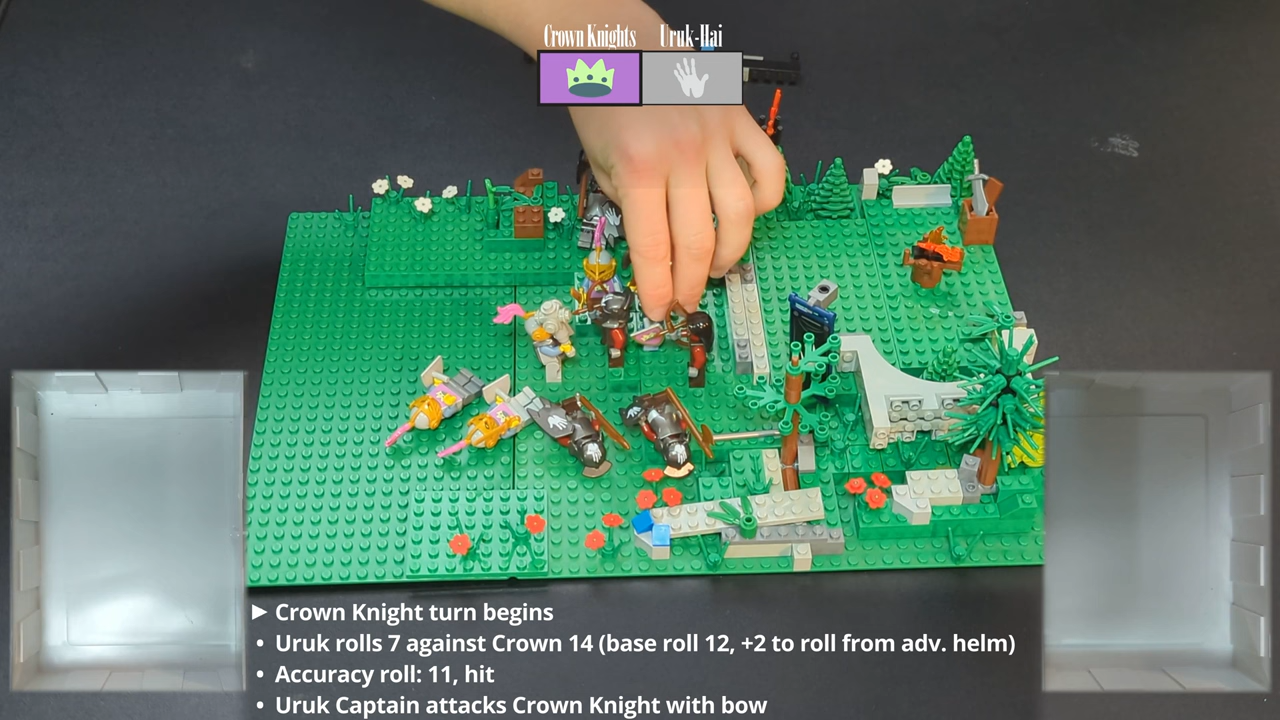 Crown Knights Uruk-Hai
► Crown Knight turn begins
• Uruk rolls 7 against Crown 14 (base roll 12, +2 to roll from adv. helm)
• Accuracy roll: 11, hit
• Uruk Captain attacks Crown Knight with bow